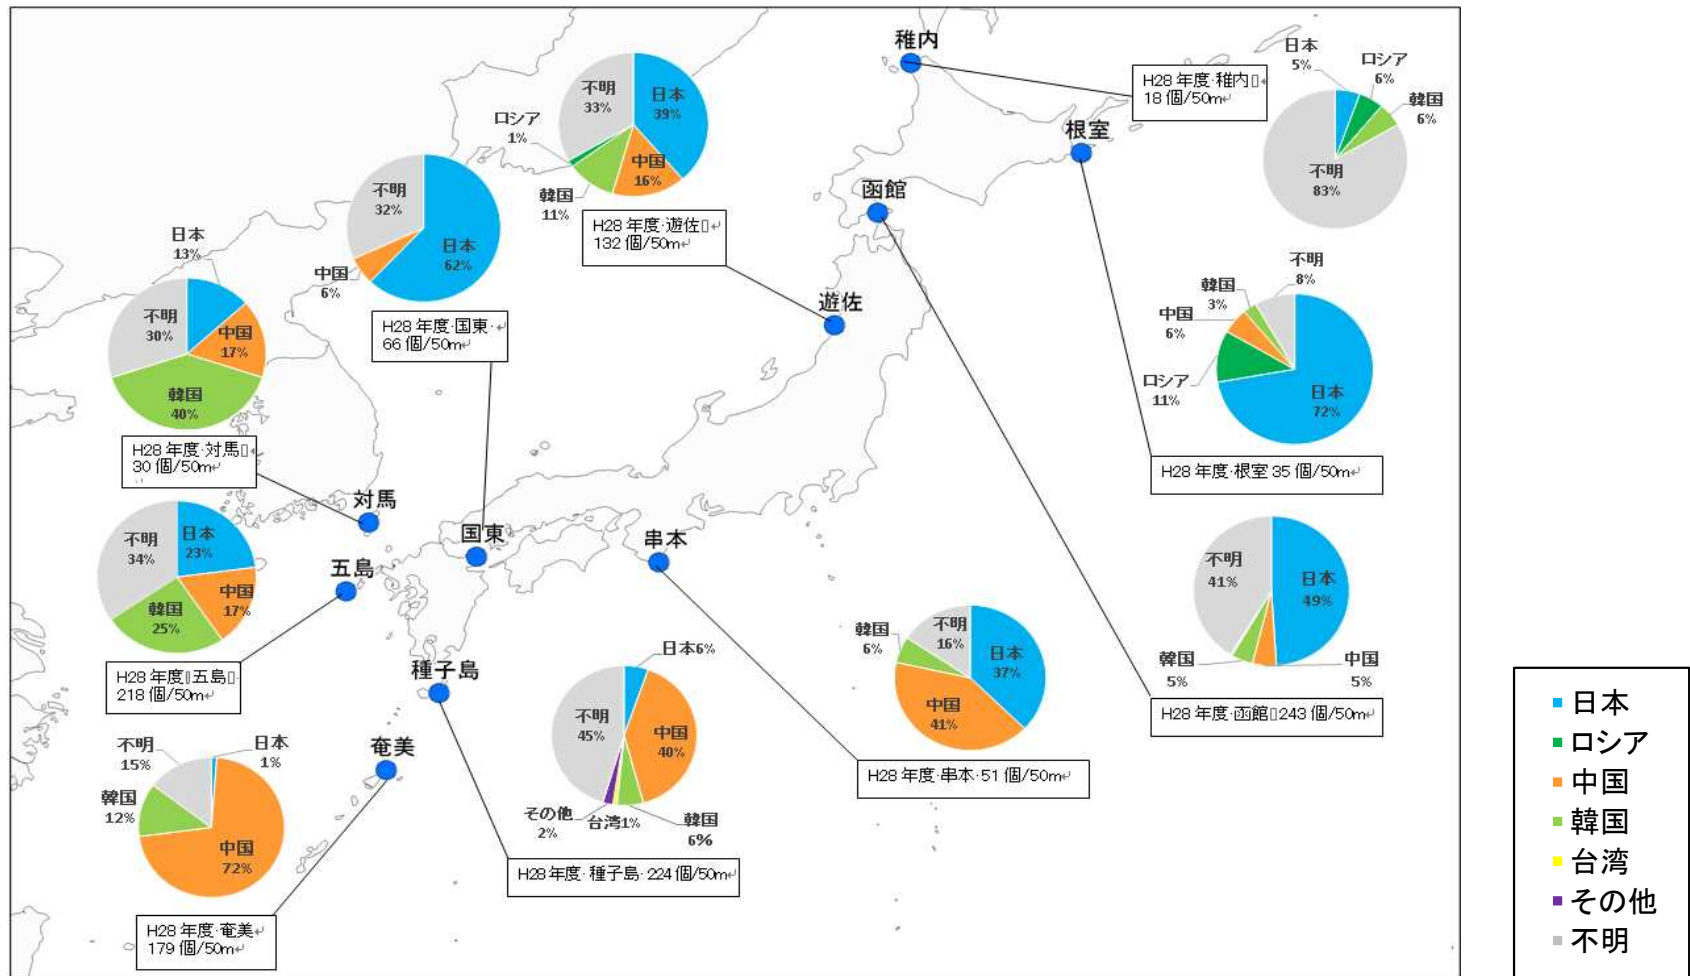 稚内
H28 年度·稚内
18 個/50m
日本
5%
ロシア
6%
韓国
6%
不明
83%
根室
不明
33%
日本
39%
ロシア
1%
中国
16%
韓国
11%
H28 年度·遊佐
132 個/50m
函館
不明
32%
日本
62%
中国
6%
H28 年度·国東·
66 個/50m
遊佐
日本
13%
不明
30%
中国
17%
韓国
40%
H28 年度·対馬
30 個/50m
不明
8%
韓国
3%
中国
6%
ロシア
11%
日本
72%
H28 年度·根室 35 個/50m
対馬
国東
串本
五島
不明
34%
日本
23%
中国
17%
韓国
25%
H28 年度 五島
218 個/50m
不明
41%
日本
49%
韓国
5%
中国
5%
H28 年度·函館 243 個/50m
種子島
日本6%
不明
45%
中国
40%
その他
2%
台湾1%
韓国
6%
H28 年度·種子島·224 個/50m
韓国
6%
不明
16%
日本
37%
中国
41%
H28 年度·串本·51 個/50m
奄美
不明
15%
日本
1%
韓国
12%
中国
72%
H28 年度·奄美
179 個/50m
日本
ロシア
中国
韓国
台湾
その他
不明